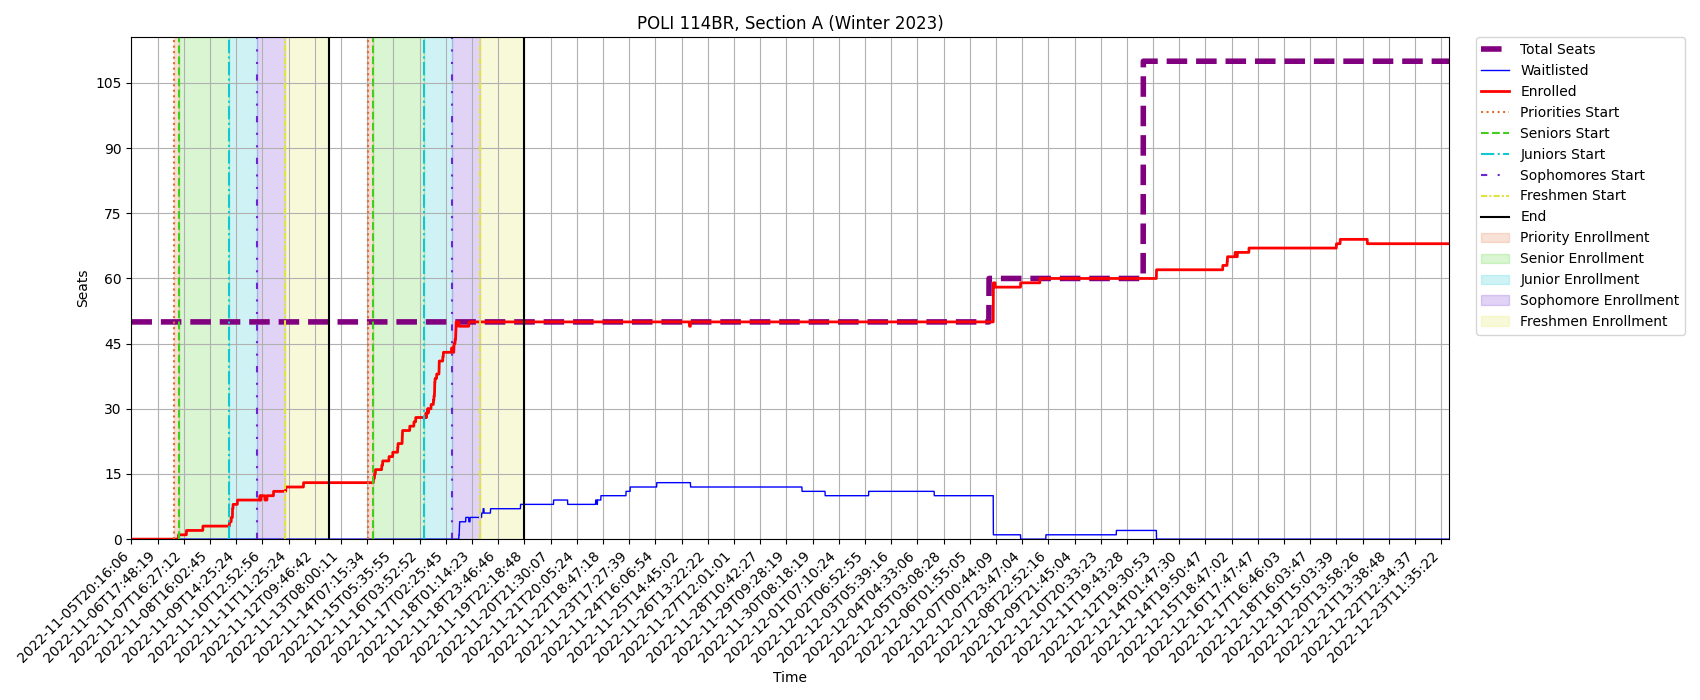 POLI 114BR, Section A (Winter 2023)
Seats
105
90
75
60
45
30
15
0
2022-11-05T20:16:06
2022-11-06T17:48:19
2022-11-07T16:27:12
2022-11-08T16:02:45
2022-11-09T14:25:24
2022-11-10T12:52:56
2022-11-11T11:25:24
2022-11-12T09:46:42
2022-11-13T08:00:11
2022-11-14T07:15:34
2022-11-15T05:35:55
2022-11-16T03:52:52
2022-11-17T02:25:45
2022-11-18T01:14:23
2022-11-18T23:46:46
2022-11-19T22:18:48
2022-11-20T21:30:07
2022-11-21T20:05:24
2022-11-22T18:47:18
2022-11-23T17:27:39
2022-11-24T16:06:54
2022-11-25T14:45:02
2022-11-26T13:22:22
2022-11-27T12:01:01
2022-11-28T10:42:27
2022-11-29T09:28:19
2022-11-30T08:18:19
2022-12-01T07:10:24
2022-12-02T06:52:55
2022-12-03T05:39:16
2022-12-04T04:33:06
2022-12-05T03:08:28
2022-12-06T01:55:05
2022-12-07T00:44:09
2022-12-07T23:47:04
2022-12-08T22:52:16
2022-12-09T21:45:04
2022-12-10T20:33:23
2022-12-11T19:43:28
2022-12-12T19:30:53
2022-12-14T01:47:30
2022-12-14T19:50:47
2022-12-15T18:47:02
2022-12-16T17:47:47
2022-12-17T16:46:03
2022-12-18T16:03:47
2022-12-19T15:03:39
2022-12-20T13:58:26
2022-12-21T13:38:48
2022-12-22T12:34:37
2022-12-23T11:35:22
Time
Total Seats
Waitlisted
Enrolled
Priorities Start
Seniors Start
Juniors Start
Sophomores Start
Freshmen Start
End
Priority Enrollment
Senior Enrollment
Junior Enrollment
Sophomore Enrollment
Freshmen Enrollment